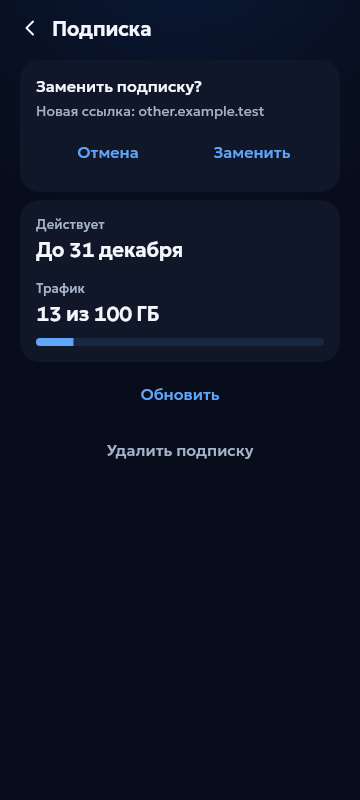 Подписка
Заменить подписку?
Новая ссылка: other.example.test
Отмена
Заменить
Действует
До 31 декабря
Трафик
13 из 100 ГБ
Обновить
Удалить подписку